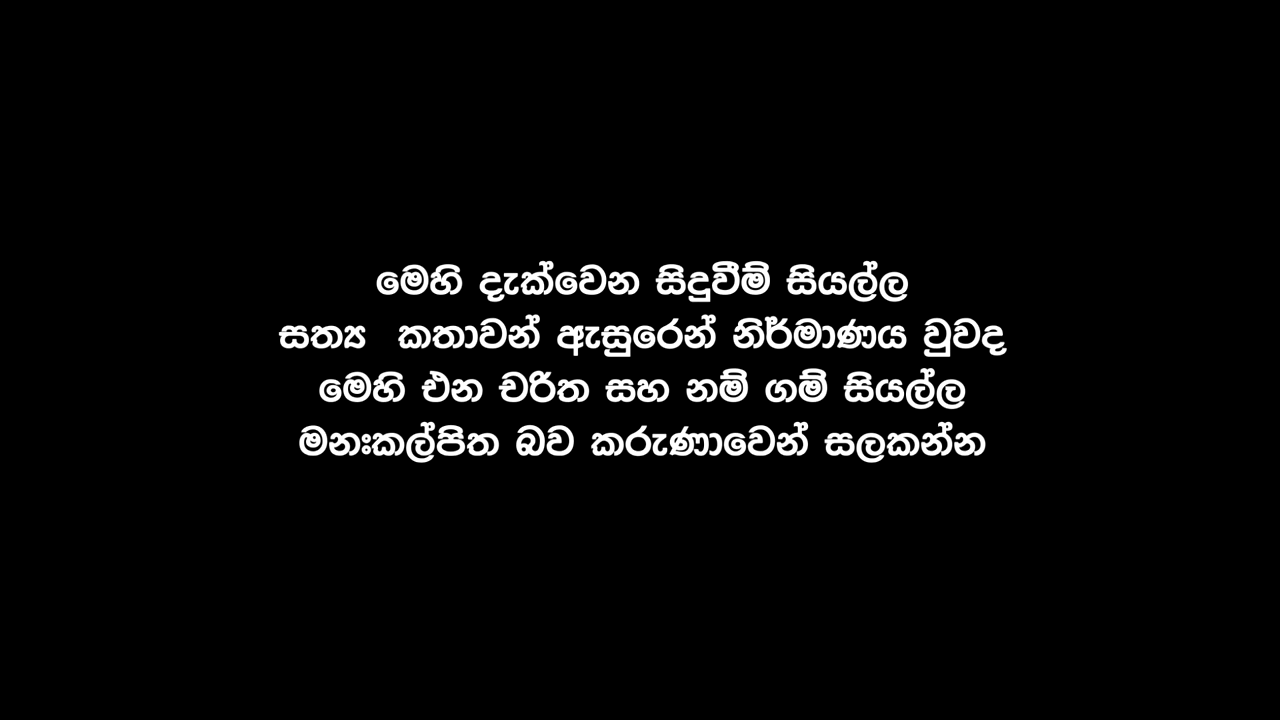 මෙහි දැක්වෙන සිදුවීම් සියල්ල
සත්‍ය  කතාවන් ඇසුරෙන් නිර්මාණය වුවද
මෙහි එන චරිත සහ නම් ගම් සියල්ල
මනඃකල්පිත බව කරුණාවෙන් සලකන්න